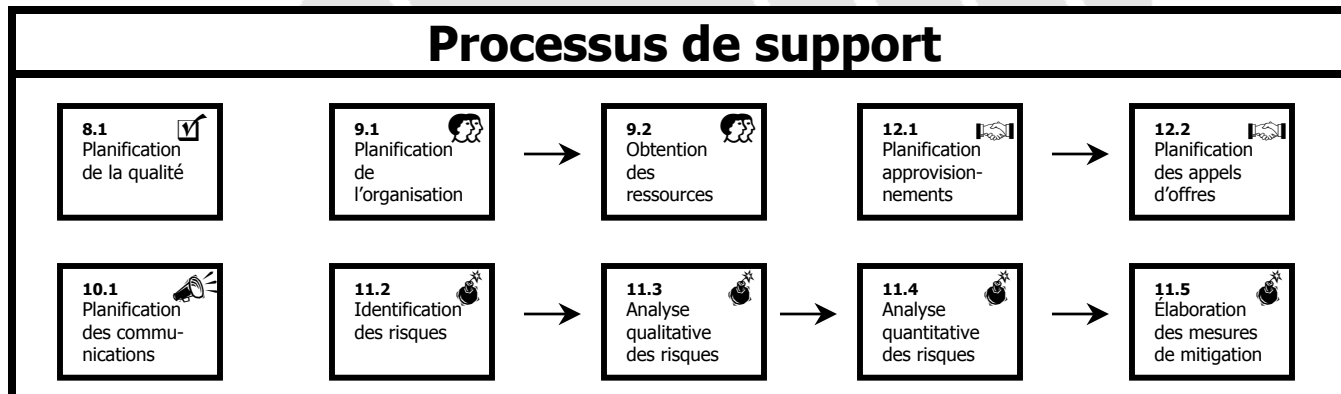 Processus de support
8.1
Planification
de la qualité
9.1
Planification
de
l’organisation
9.2
Obtention
des
ressources
12.1
Planification
approvision-
nements
12.2
Planification
des appels
d’offres
10.1
Planification
des commu-
nications
11.2
Identification
des risques
11.3
Analyse
qualitative
des risques
11.4
Analyse
quantitative
des risques
11.5
Élaboration
des mesures
de mitigation